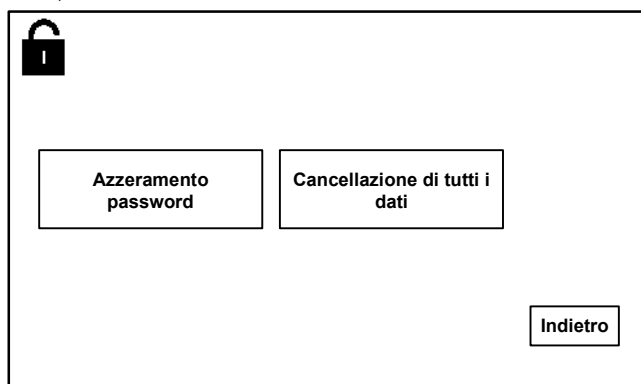 I
Azzeramento
password
Cancellazione di tutti i
dati
Indietro